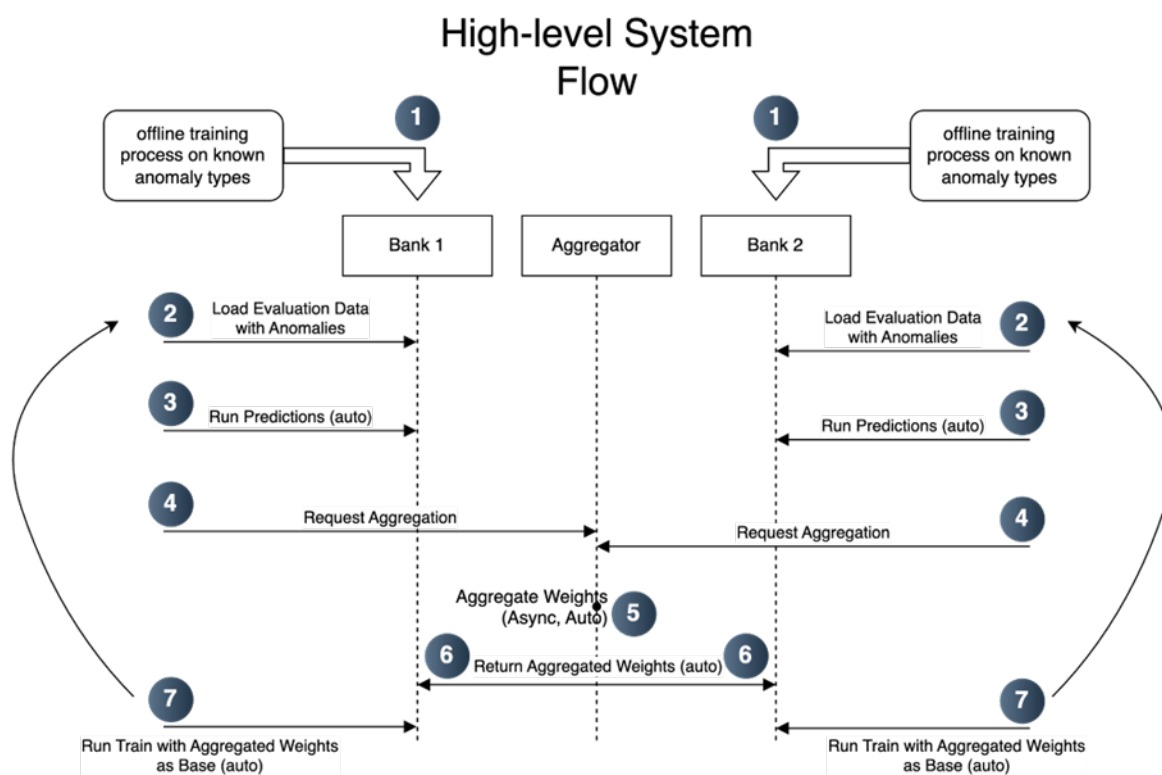 High-level System
Flow
1
1
offline training
process on known
anomaly types
offline training
process on known
anomaly types
Bank 1
Aggregator
Bank 2
2
Load Evaluation Data
with Anomalies
Load Evaluation Data
with Anomalies
2
3
Run Predictions (auto)
Run Predictions (auto)
3
4
Request Aggregation
Request Aggregation
4
Aggregate Weights
(Async, Auto)
5
6
Return Aggregated Weights (auto)
6
7
Run Train with Aggregated Weights
as Base (auto)
7
Run Train with Aggregated Weights
as Base (auto)